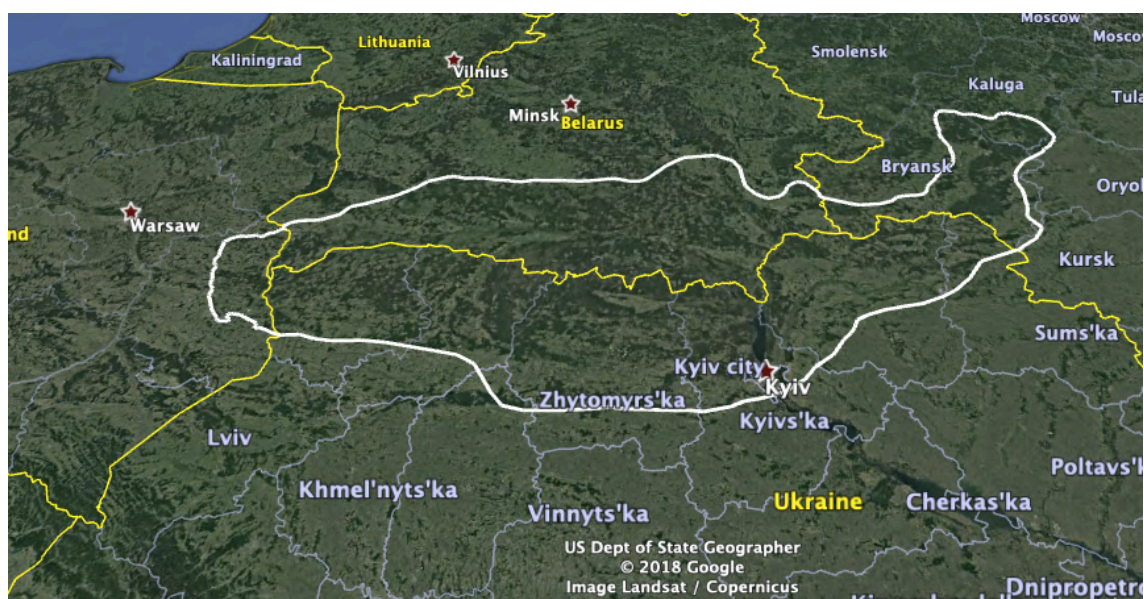 Moscow
Lithuania
Smolensk
Moscow
Kaliningrad
Vilnius
Kaluga
Tula
Minsk
Belarus
Bryansk
Oryol
Warsaw
nd
Kursk
Sums'ka
Kyiv city
Kyiv
Zhytomyrs'ka
Kyivs'ka
Lviv
Poltavs'k
Khmel'nyts'ka
Ukraine
Cherkas'ka
Vinnyts'ka
US Dept of State Geographer
© 2018 Google
Image Landsat / Copernicus
Dnipropetr